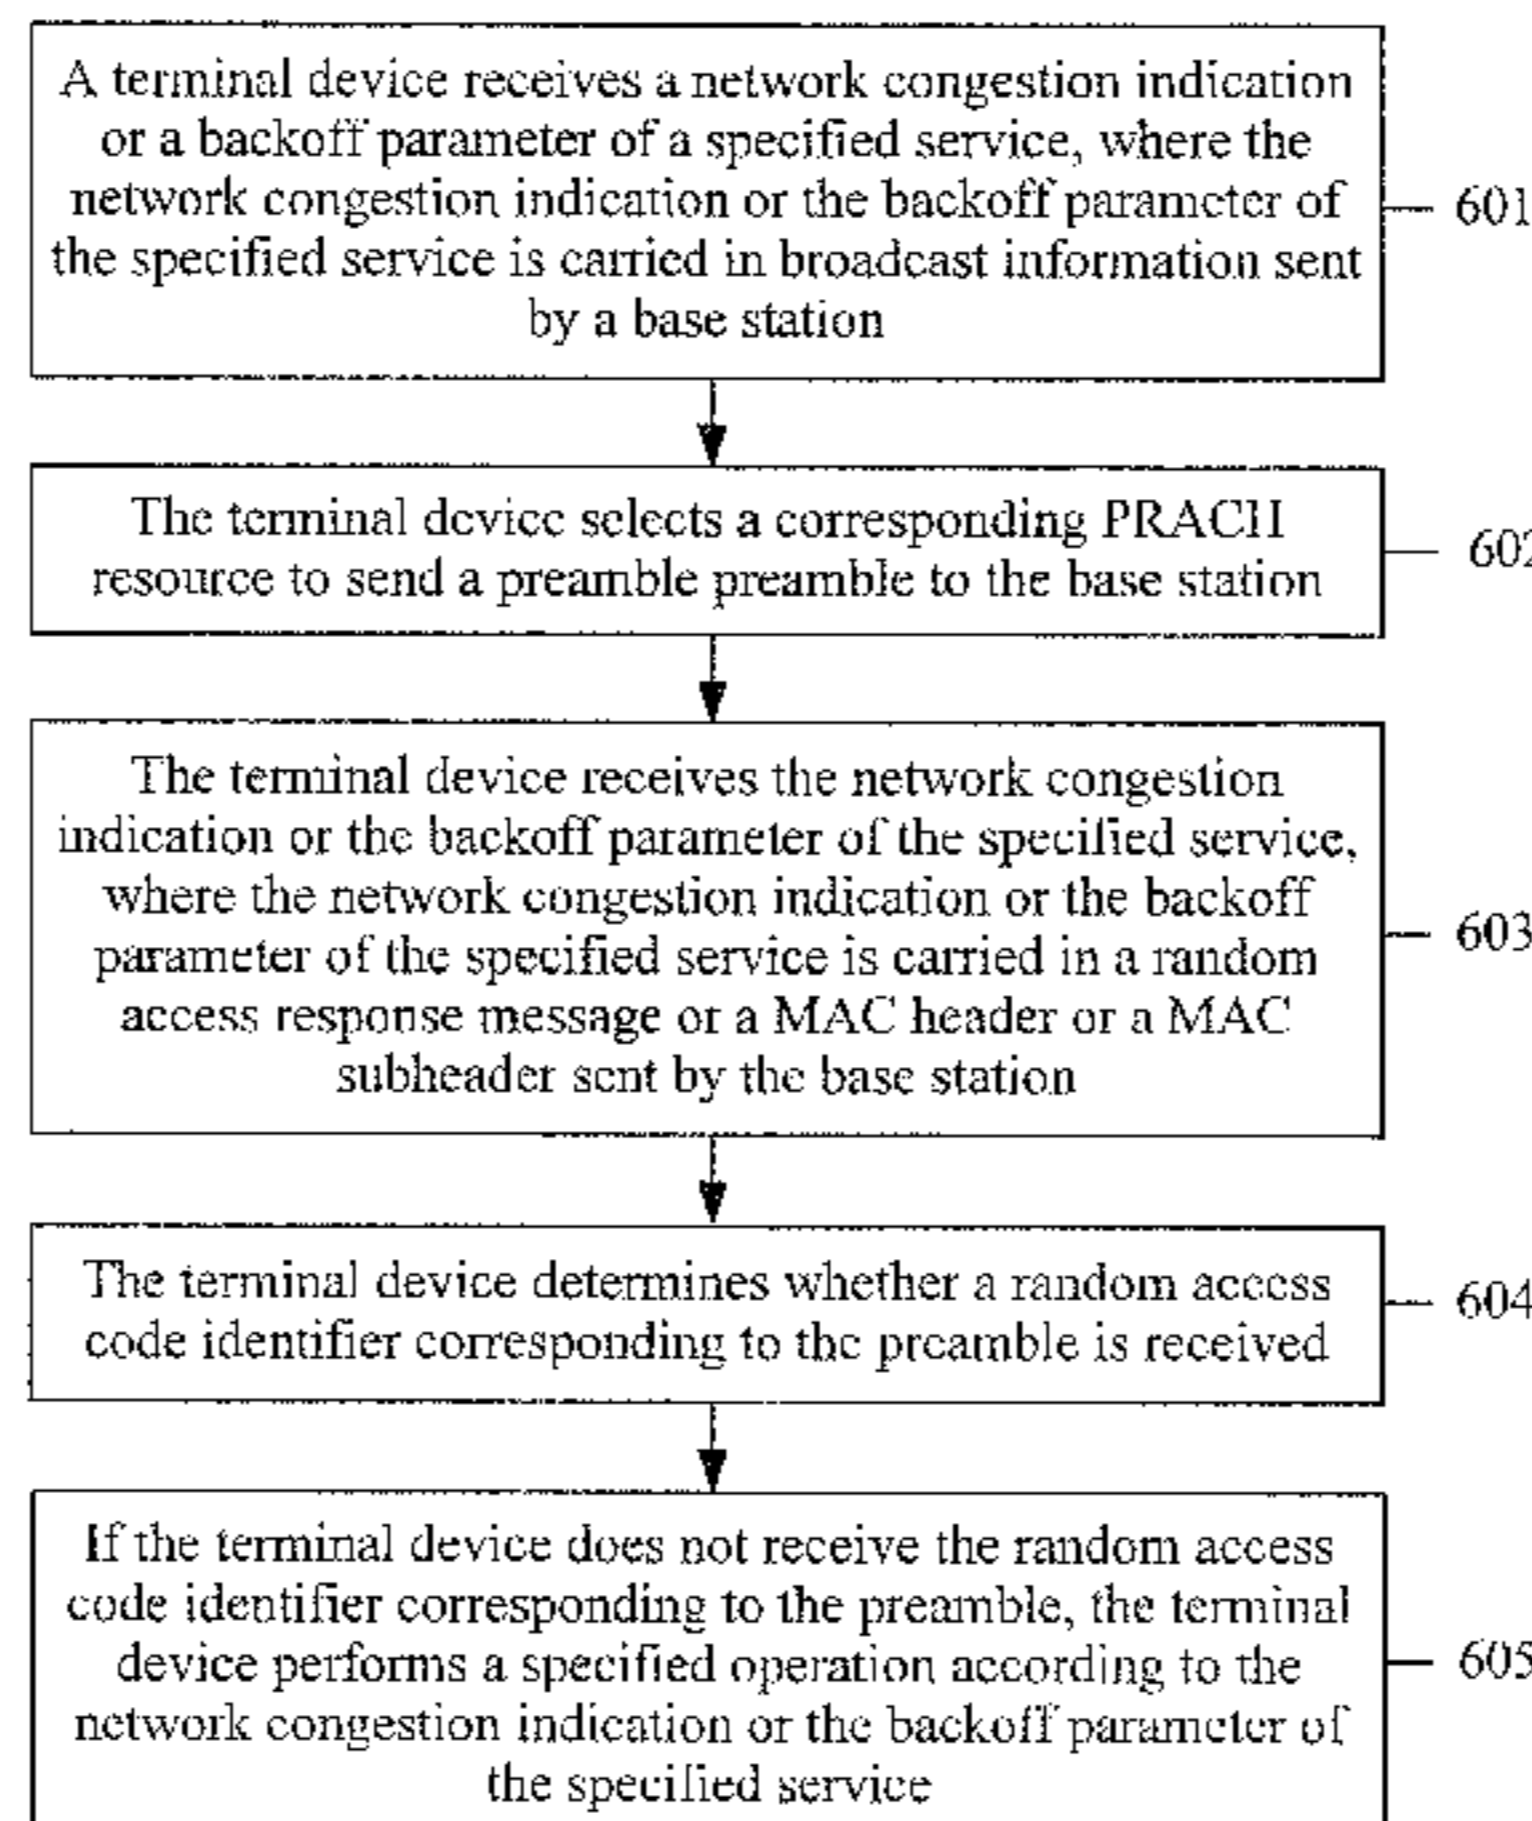 A terminal device receives a network congestion indication
or a backoff parameter of a specified service, where the
network congestion indication or the backoff parameter of
the specified service is carried in broadcast information sent
by a base station
601
The terminal device selects a corresponding PRACH
resource to send a preamble preamble to the base station
602
The terminal device receives the network congestion
indication or the backoff parameter of the specified service,
where the network congestion indication or the backoff
parameter of the specified service is carried in a random
access response message or a MAC header or a MAC
subheader sent by the base station
603
The terminal device determines whether a random access
code identifier corresponding to the preamble is received
604
If the terminal device does not receive the random access
code identifier corresponding to the preamble, the terminal
device performs a specified operation according to the
network congestion indication or the backoff parameter of
the specified service
605